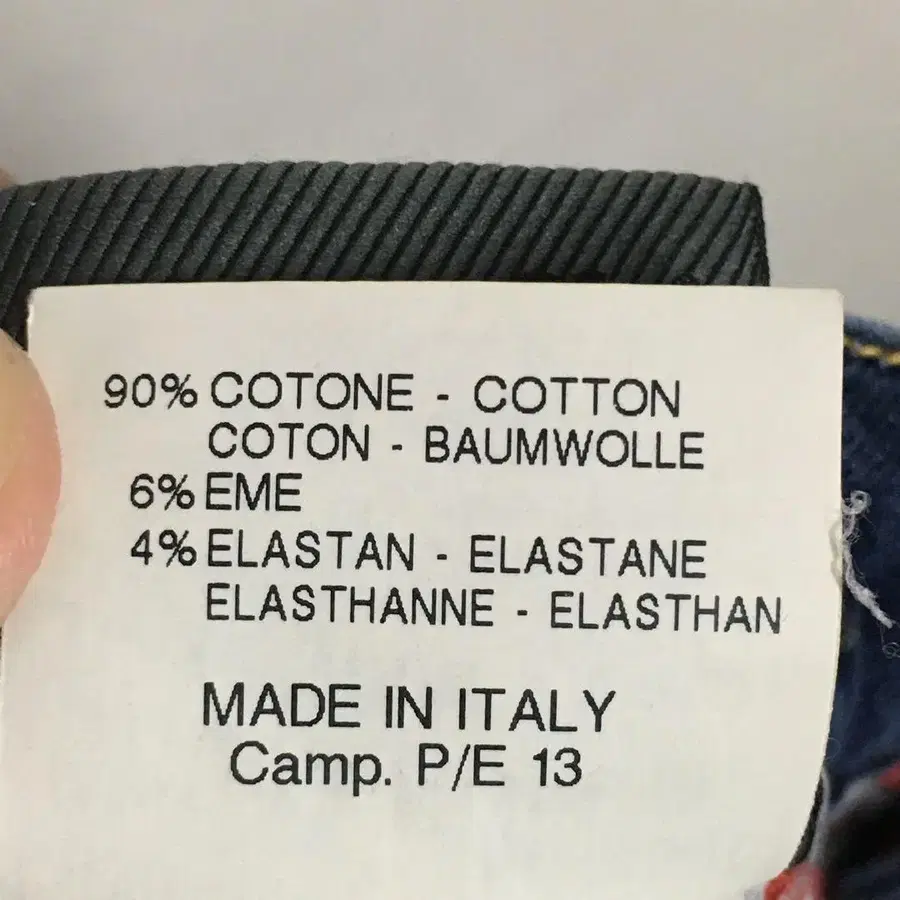 90% COTONE - COTTON
COTON - BAUMWOLLE
6% EME
4% ELASTAN - ELASTANE
ELASTHANNE - ELASTHAN
MADE IN ITALY
Camp. P/E 13